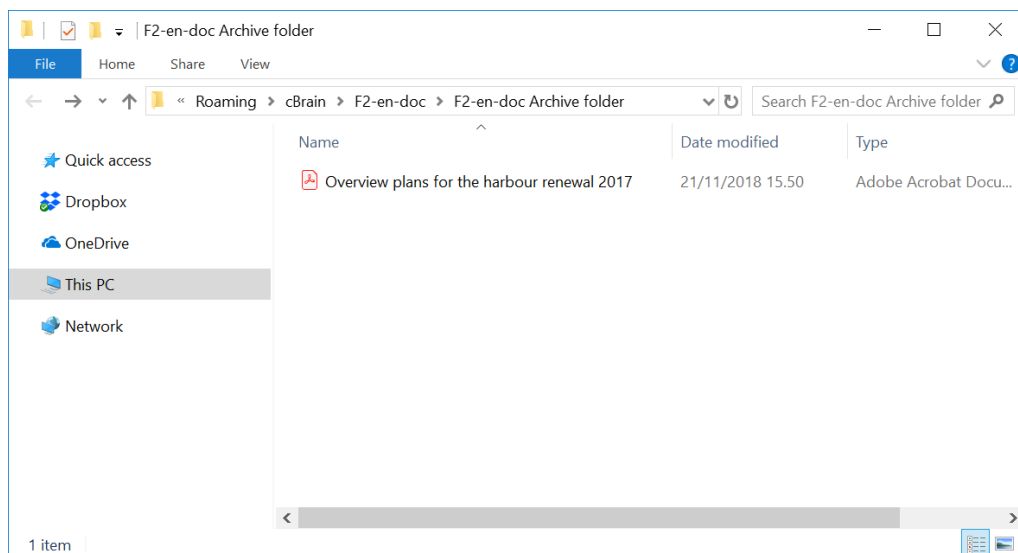 F2-en-doc Archive folder
File Home Share View ?
« Roaming > cBrain > F2-en-doc > F2-en-doc Archive folder Search F2-en-doc Archive folder
Name Date modified Type
Quick access
Overview plans for the harbour renewal 2017 21/11/2018 15.50 Adobe Acrobat Docu...
Dropbox
OneDrive
This PC
Network
1 item